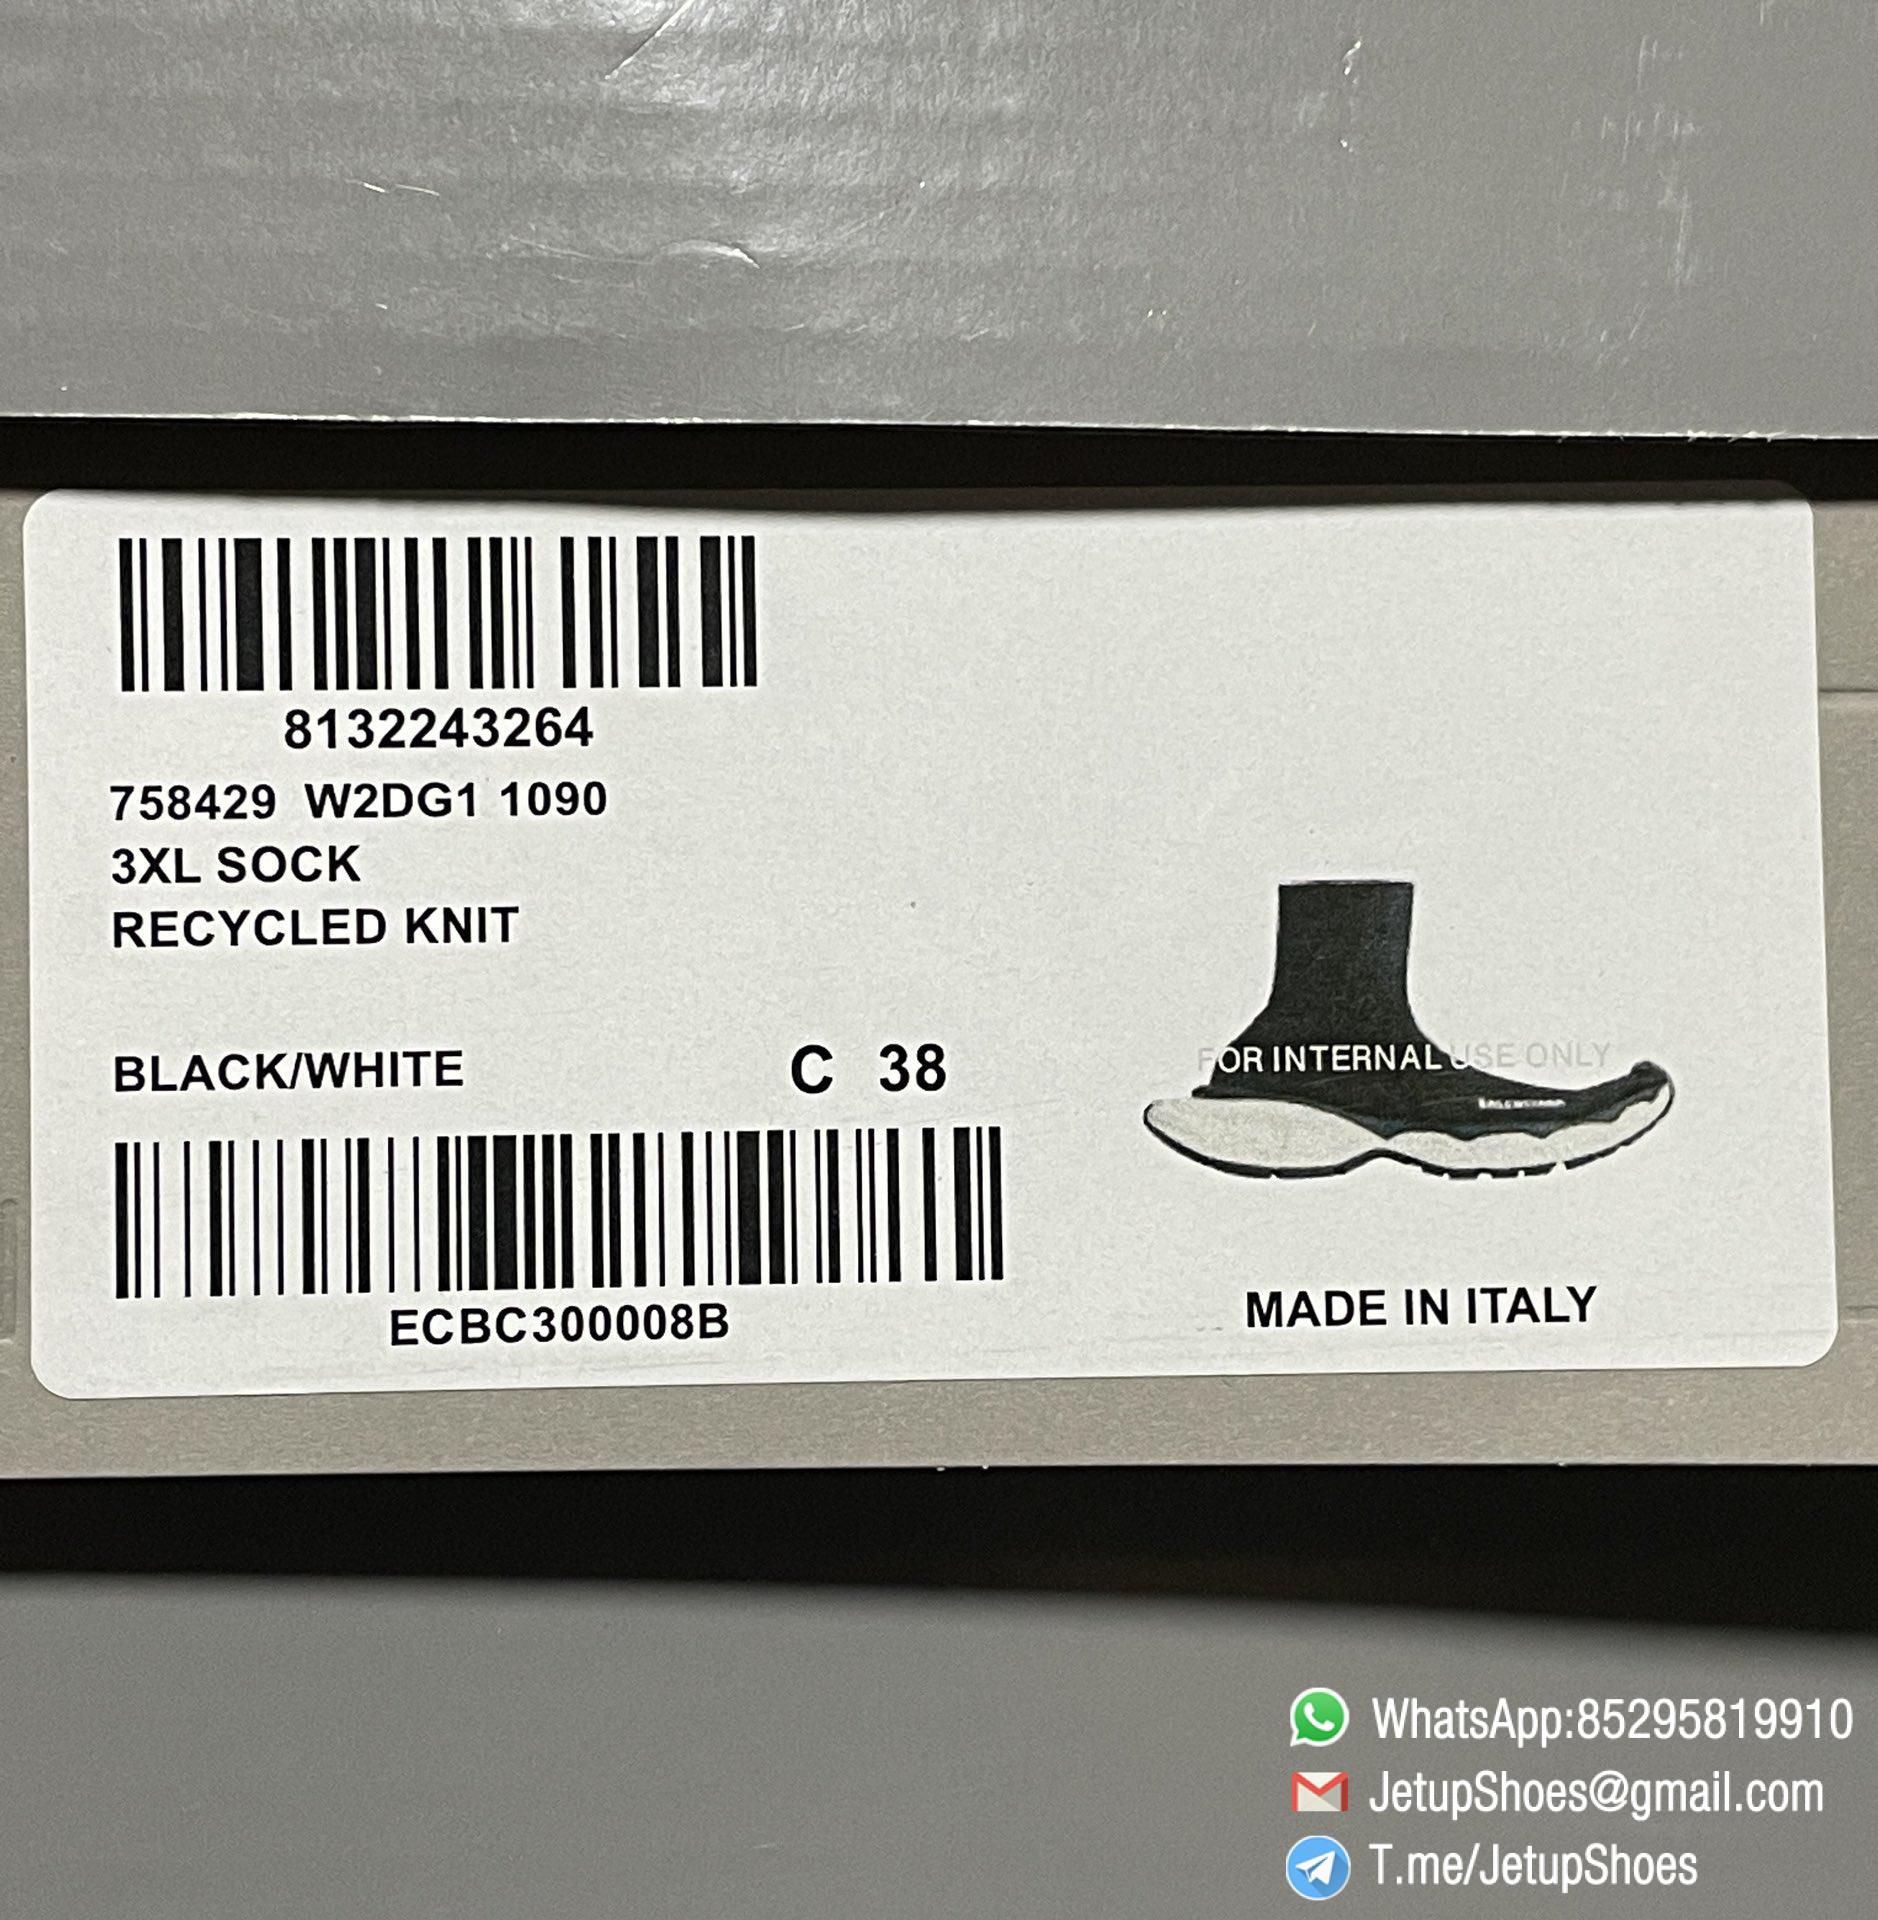 8132243264
758429 W2DG1 1090
3XL SOCK
RECYCLED KNIT
BLACK/WHITE C 38
FOR INTERNAL USE ONLY
BALENCIAGA
ECBC300008B
MADE IN ITALY
WhatsApp:85295819910
JetupShoes@gmail.com
T.me/JetupShoes